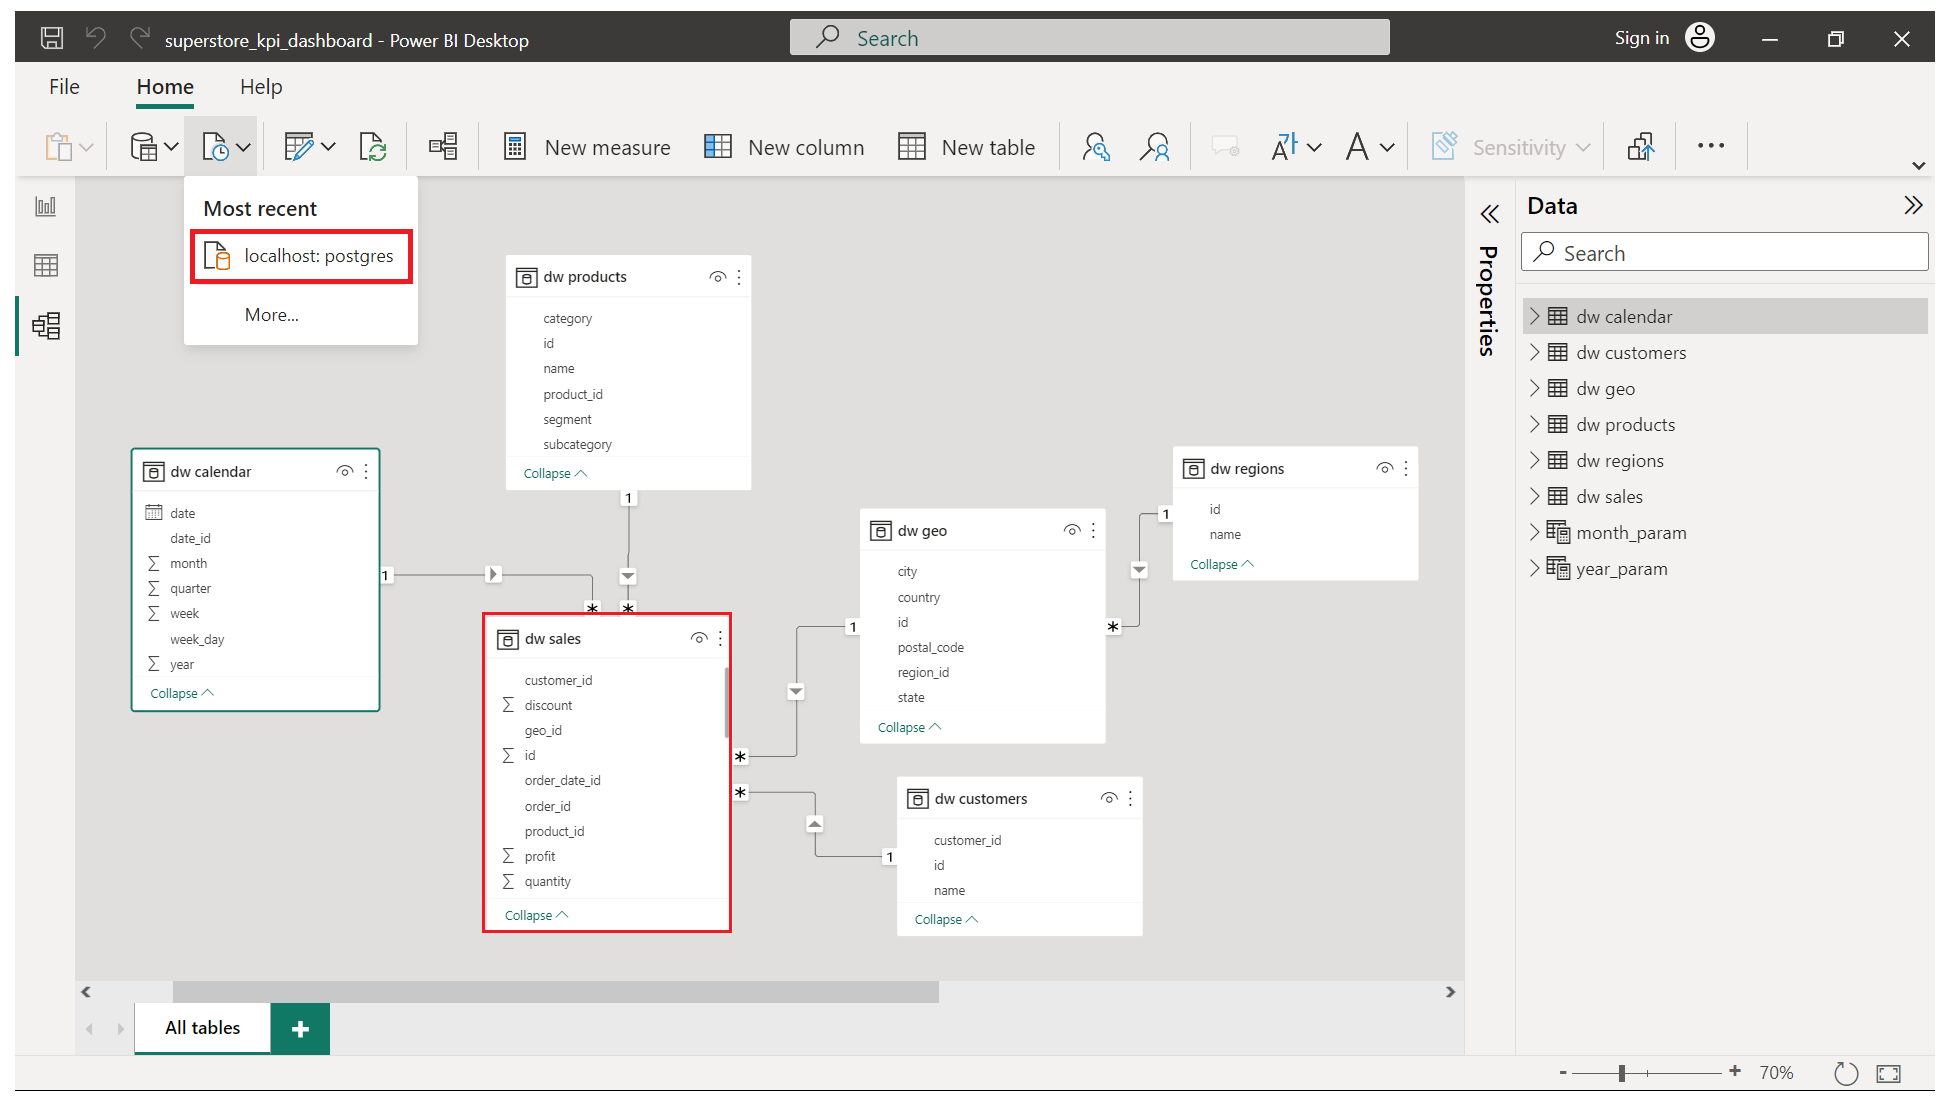 superstore_kpi_dashboard - Power BI Desktop
Search
Sign in
File
Home
Help
New measure
New column
New table
Sensitivity
Most recent
localhost: postgres
More...
dw products
category
id
name
product_id
segment
subcategory
Collapse
1
*
dw calendar
date
date_id
month
quarter
week
week_day
year
Collapse
1
*
dw sales
customer_id
discount
geo_id
id
order_date_id
order_id
product_id
profit
quantity
Collapse
*
*
dw geo
city
country
id
postal_code
region_id
state
Collapse
1
*
dw regions
id
name
Collapse
1
dw customers
customer_id
id
name
Collapse
1
Properties
Data
Search
dw calendar
dw customers
dw geo
dw products
dw regions
dw sales
month_param
year_param
All tables
+
- + 70%